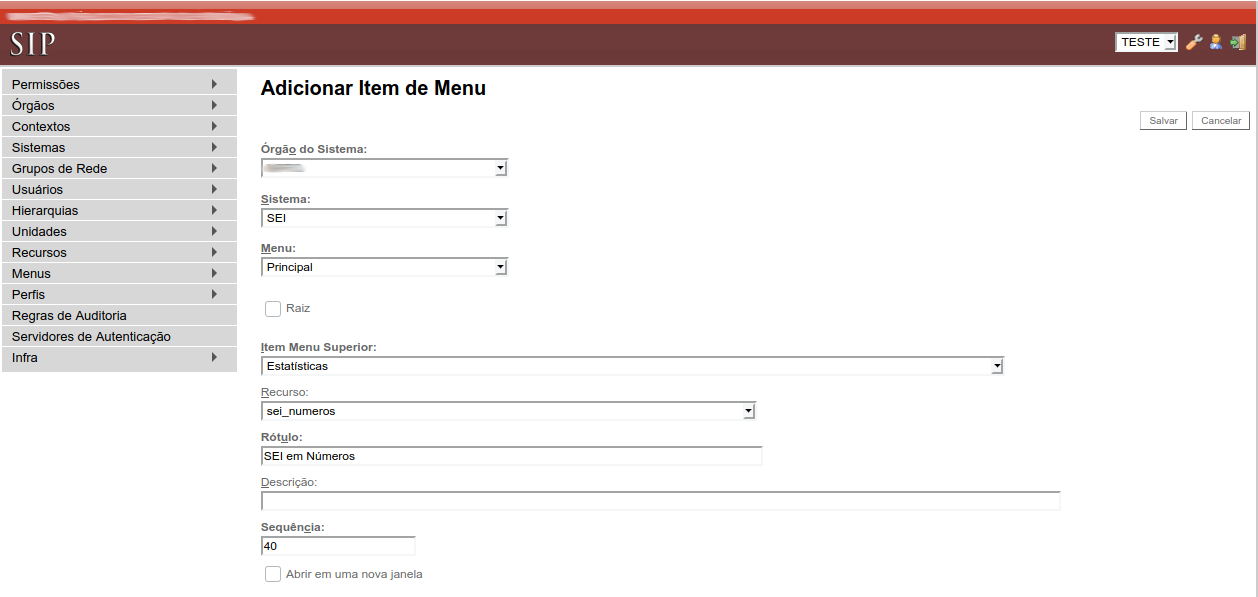 SIP
TESTE
Permissões
Órgãos
Contextos
Sistemas
Grupos de Rede
Usuários
Hierarquias
Unidades
Recursos
Menus
Perfis
Regras de Auditoria
Servidores de Autenticação
Infra
Adicionar Item de Menu
Salvar Cancelar
Órgão do Sistema:
Sistema:
SEI
Menu:
Principal
Raiz
Item Menu Superior:
Estatísticas
Recurso:
sei_numeros
Rótulo:
SEI em Números
Descrição:
Sequência:
40
Abrir em uma nova janela